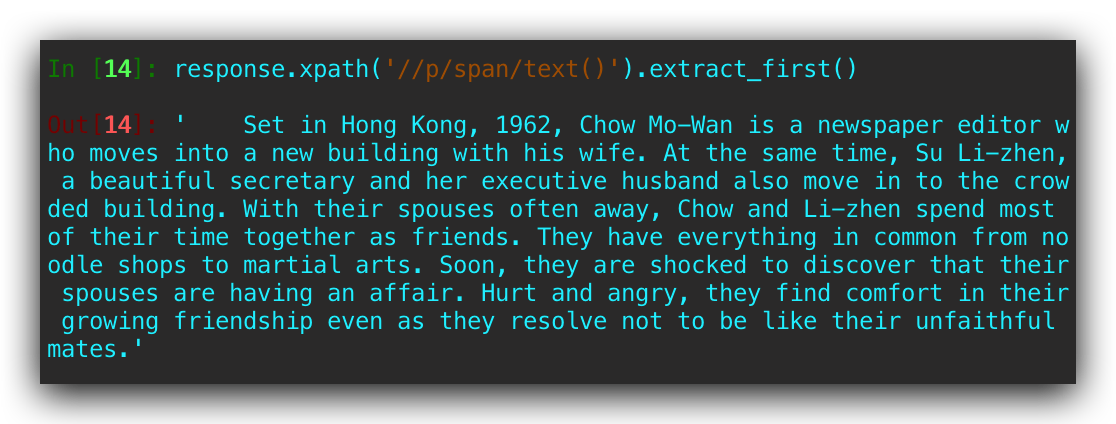 In [14]: response.xpath('//p/span/text()').extract_first()
Out[14]: '    Set in Hong Kong, 1962, Chow Mo-Wan is a newspaper editor w
ho moves into a new building with his wife. At the same time, Su Li-zhen,
 a beautiful secretary and her executive husband also move in to the crow
ded building. With their spouses often away, Chow and Li-zhen spend most
of their time together as friends. They have everything in common from no
odle shops to martial arts. Soon, they are shocked to discover that their
 spouses are having an affair. Hurt and angry, they find comfort in their
 growing friendship even as they resolve not to be like their unfaithful
mates.'